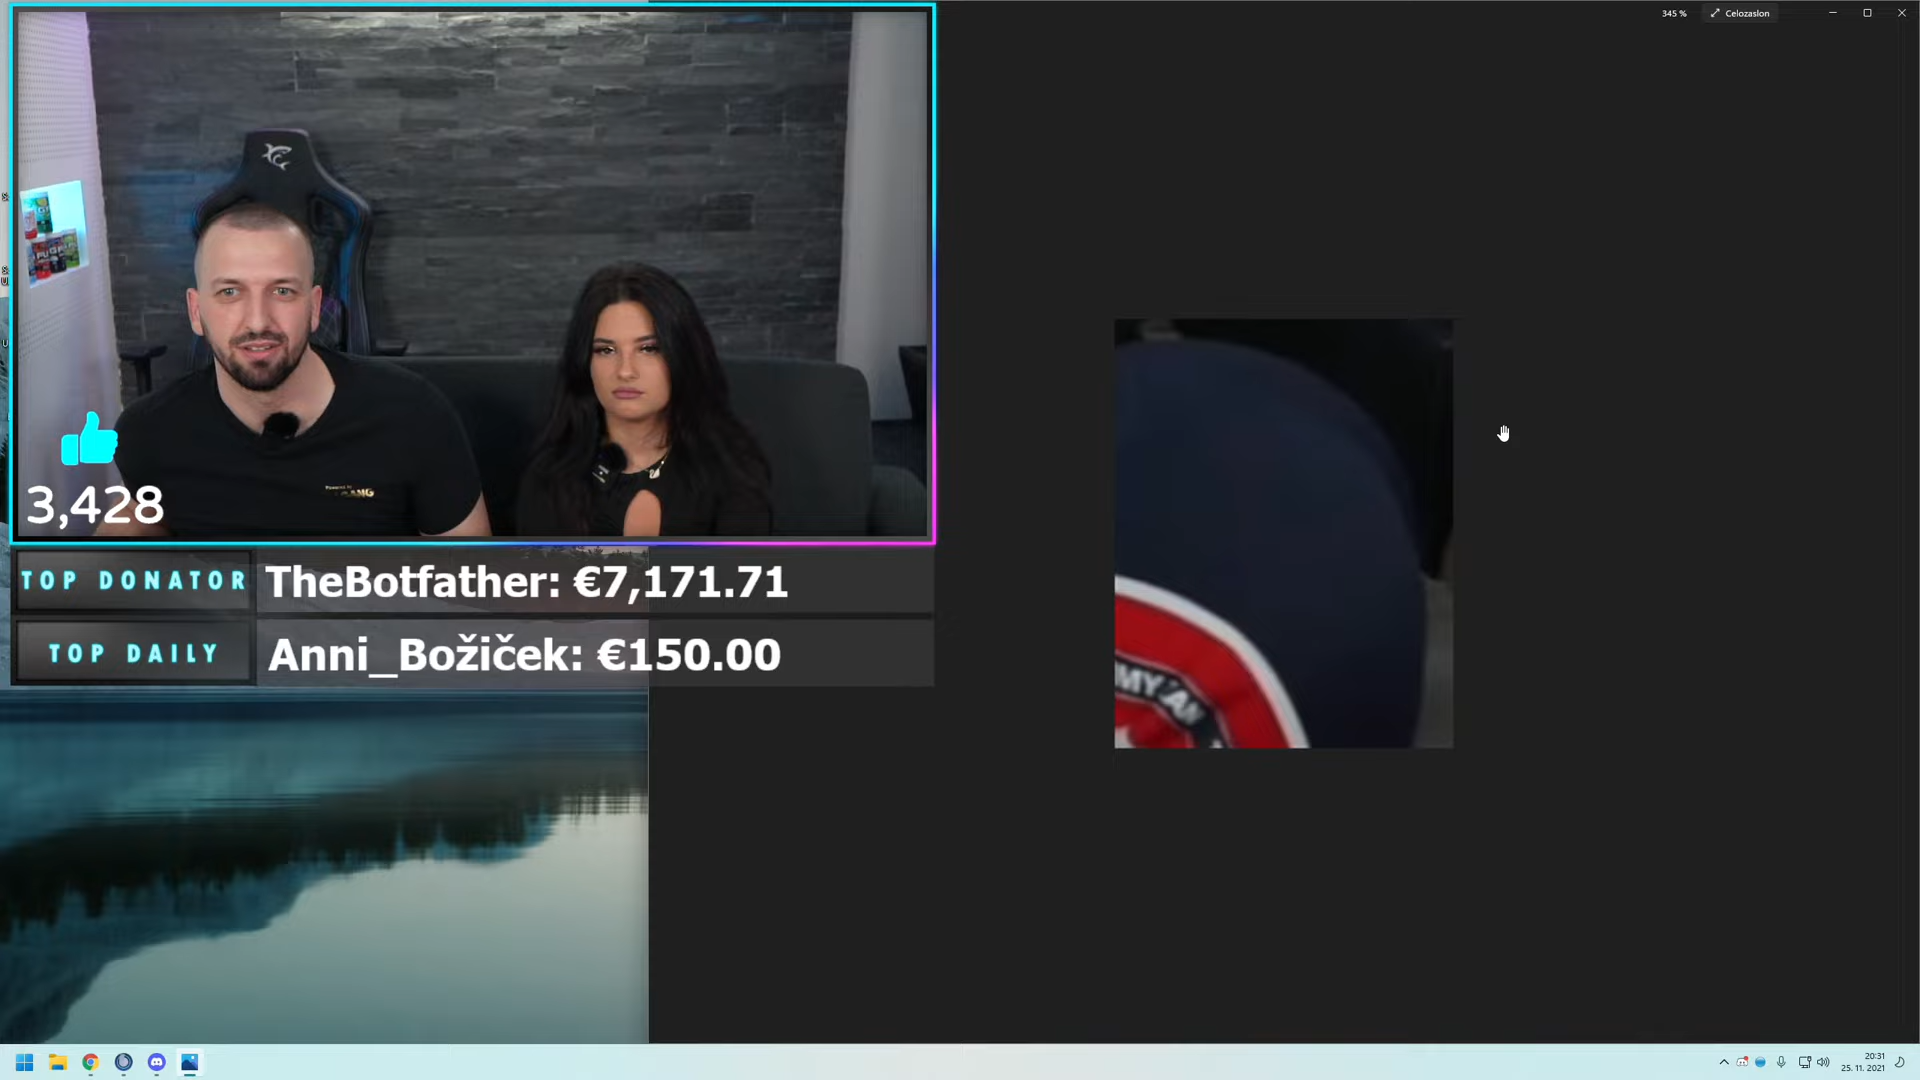 345 %
Celozaslon
3,428
TOP DONATOR
TheBotfather: €7,171.71
TOP DAILY
Anni_Božiček: €150.00
20:31
25. 11. 2021